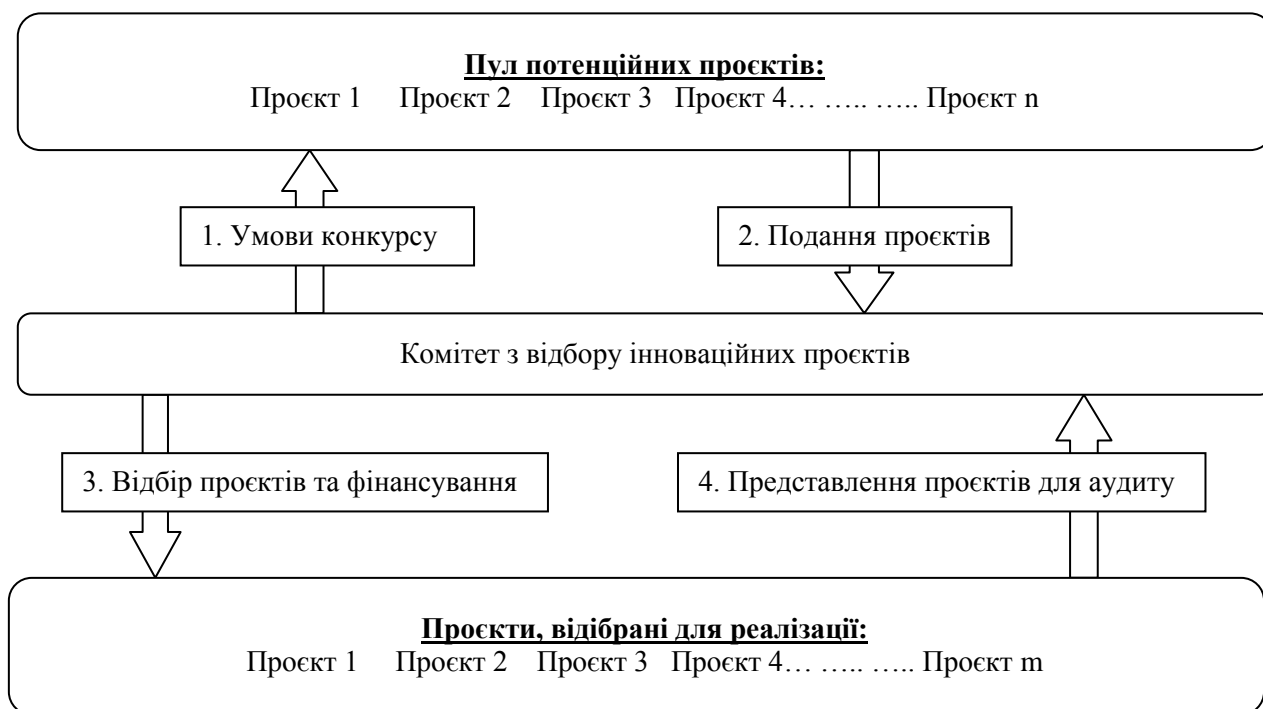 Пул потенційних проєктів:
Проєкт 1 Проєкт 2 Проєкт 3 Проєкт 4… ….. ….. Проєкт n
1. Умови конкурсу
2. Подання проєктів
Комітет з відбору інноваційних проєктів
3. Відбір проєктів та фінансування
4. Представлення проєктів для аудиту
Проєкти, відібрані для реалізації:
Проєкт 1 Проєкт 2 Проєкт 3 Проєкт 4… ….. ….. Проєкт m